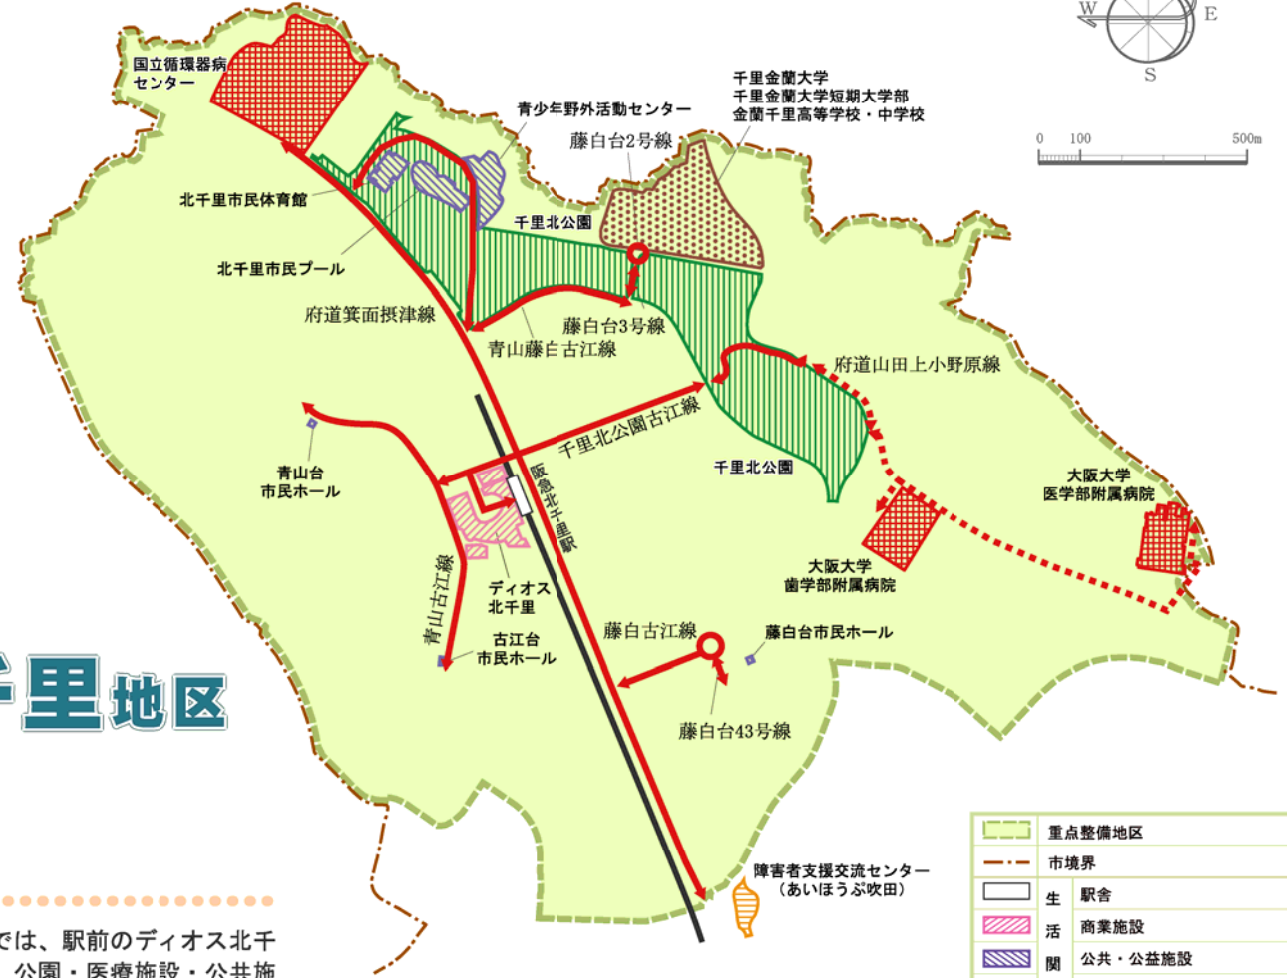 W
E
S
国立循環器病
センター
青少年野外活動センター
藤白台2号線
千里金蘭大学
千里金蘭大学短期大学部
金蘭千里高等学校・中学校
0 100 500m
北千里市民体育館
千里北公園
北千里市民プール
府道箕面摂津線
藤白台3号線
青山藤白古江線
府道山田上小野原線
千里北公園古江線
千里北公園
青山台
市民ホール
阪急北千里駅
大阪大学
医学部附属病院
大阪大学
歯学部附属病院
ディオス
北千里
青山古江線
古江台
市民ホール
藤白古江線
藤白台市民ホール
千里地区
藤白台43号線
障害者支援交流センター
（あいほうぷ吹田）
では、駅前のディオス北千
公園・医療施設・公共施
重点整備地区
市境界
生
活
関
駅舎
商業施設
公共・公益施設